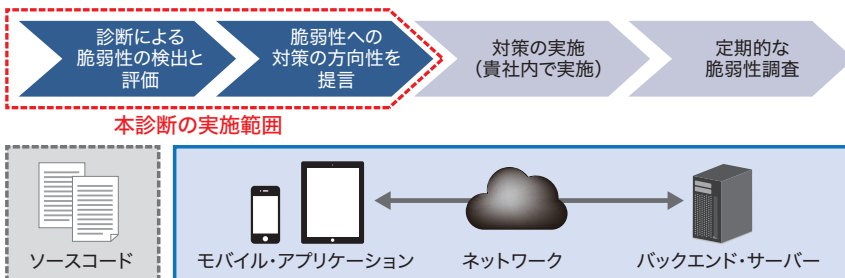 診断による
脆弱性の検出と
評価
脆弱性への
対策の方向性を
提言
対策の実施
(貴社内で実施)
定期的な
脆弱性調査
本診断の実施範囲
ソースコード
モバイル・アプリケーション
ネットワーク
バックエンド・サーバー